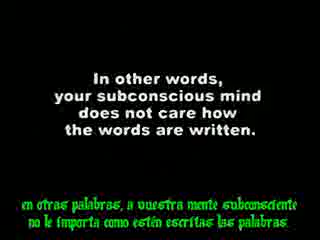 In other words,
your subconscious mind
does not care how
the words are written.
en otras palabras, a vuestra mente subconsciente
no le importa como estén escritas las palabras.